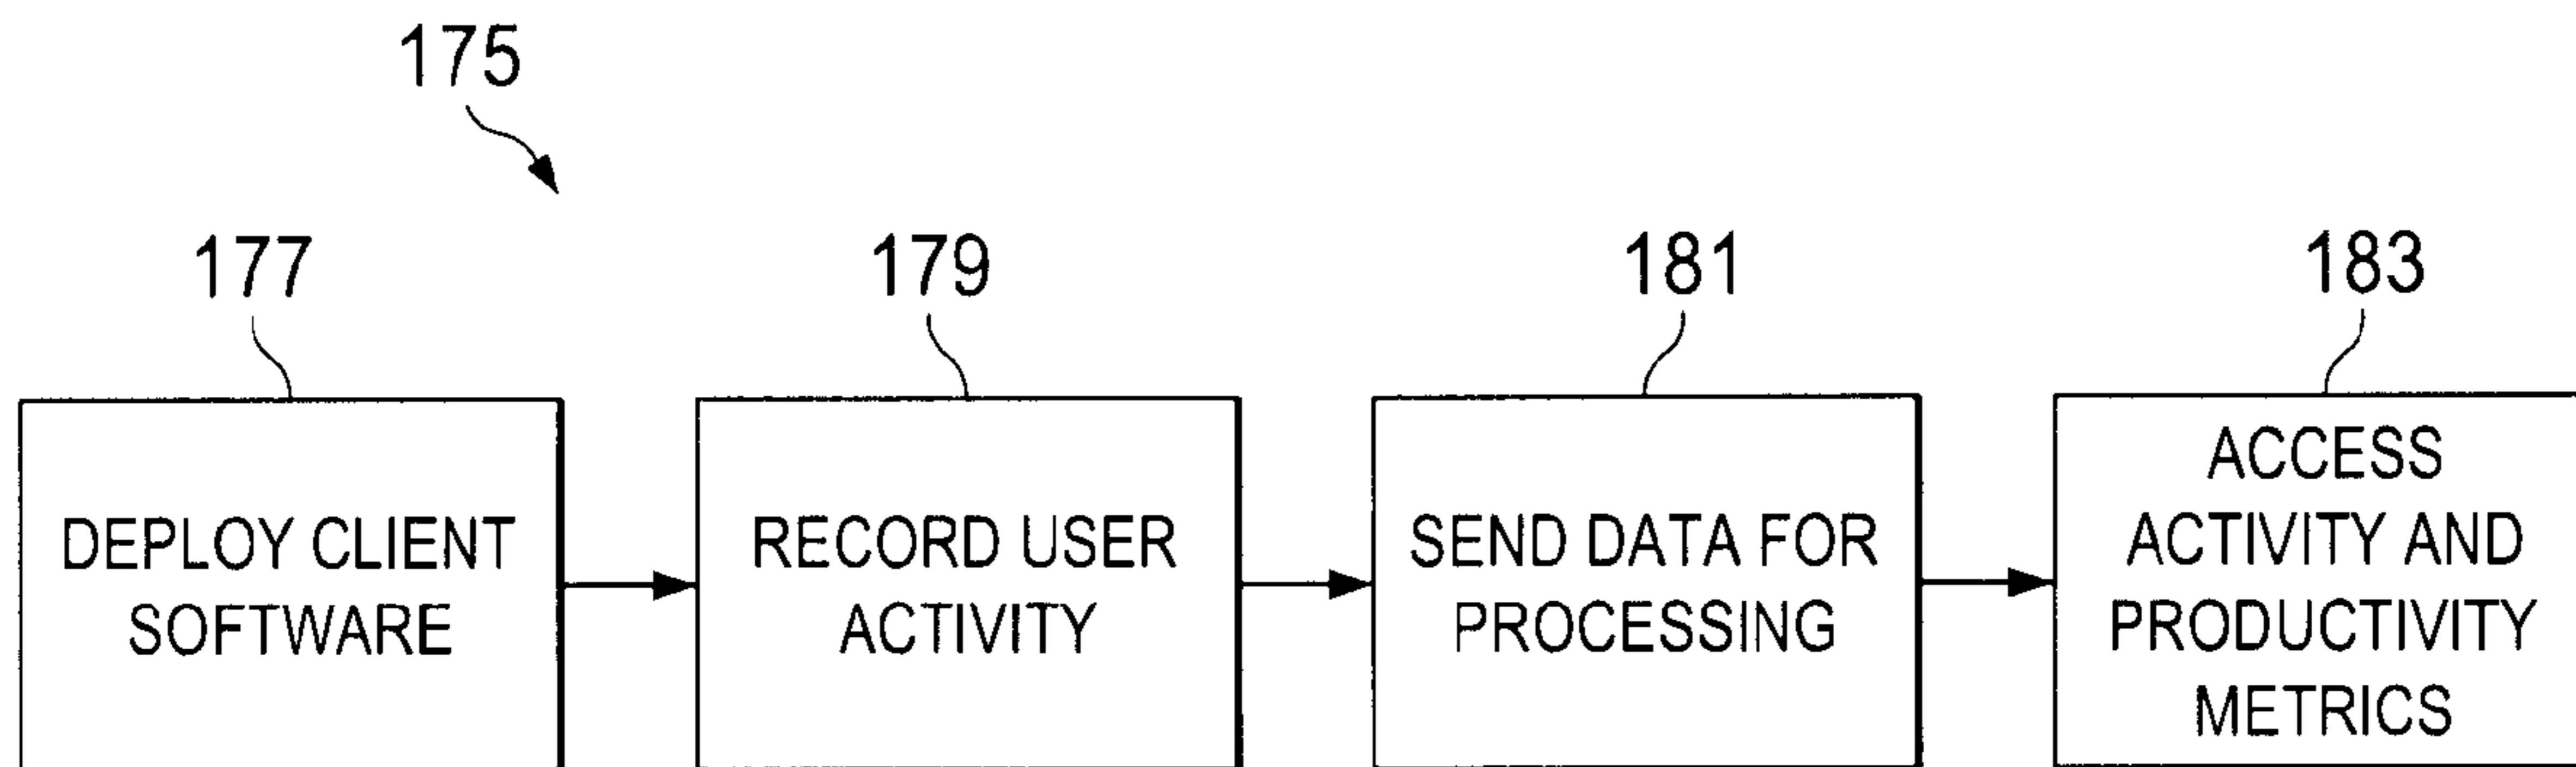 175
177
179
181
183
DEPLOY CLIENT
SOFTWARE
RECORD USER
ACTIVITY
SEND DATA FOR
PROCESSING
ACCESS
ACTIVITY AND
PRODUCTIVITY
METRICS